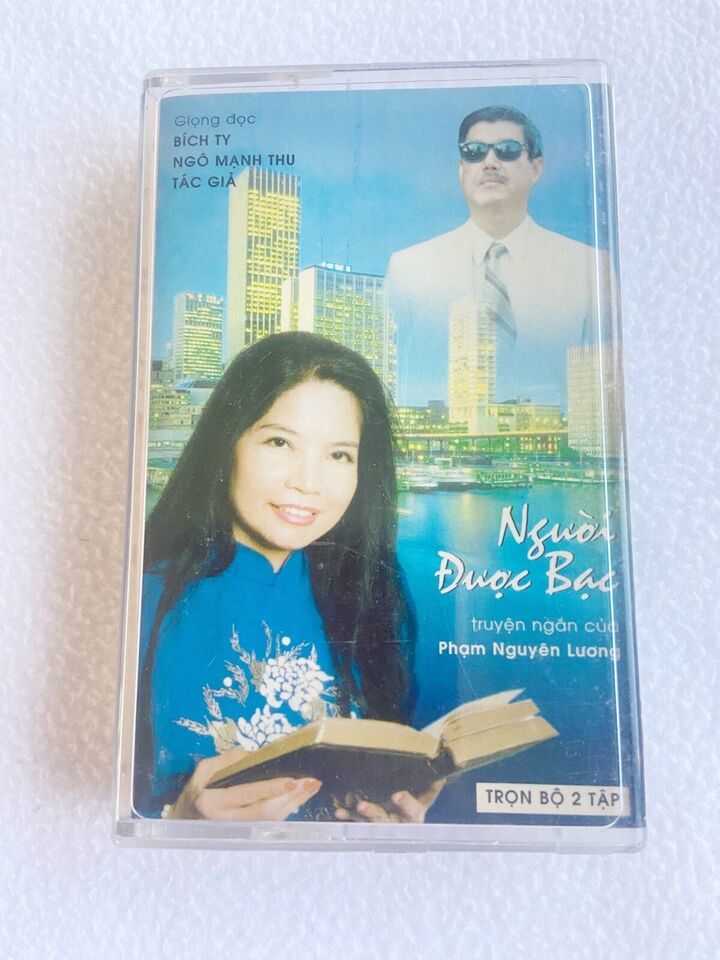 Giọng đọc
BÍCH TY
NGÔ MẠNH THU
TÁC GIẢ
Người
Được Bạc
truyện ngắn của
Phạm Nguyên Lương
TRỌN BỘ 2 TẬP